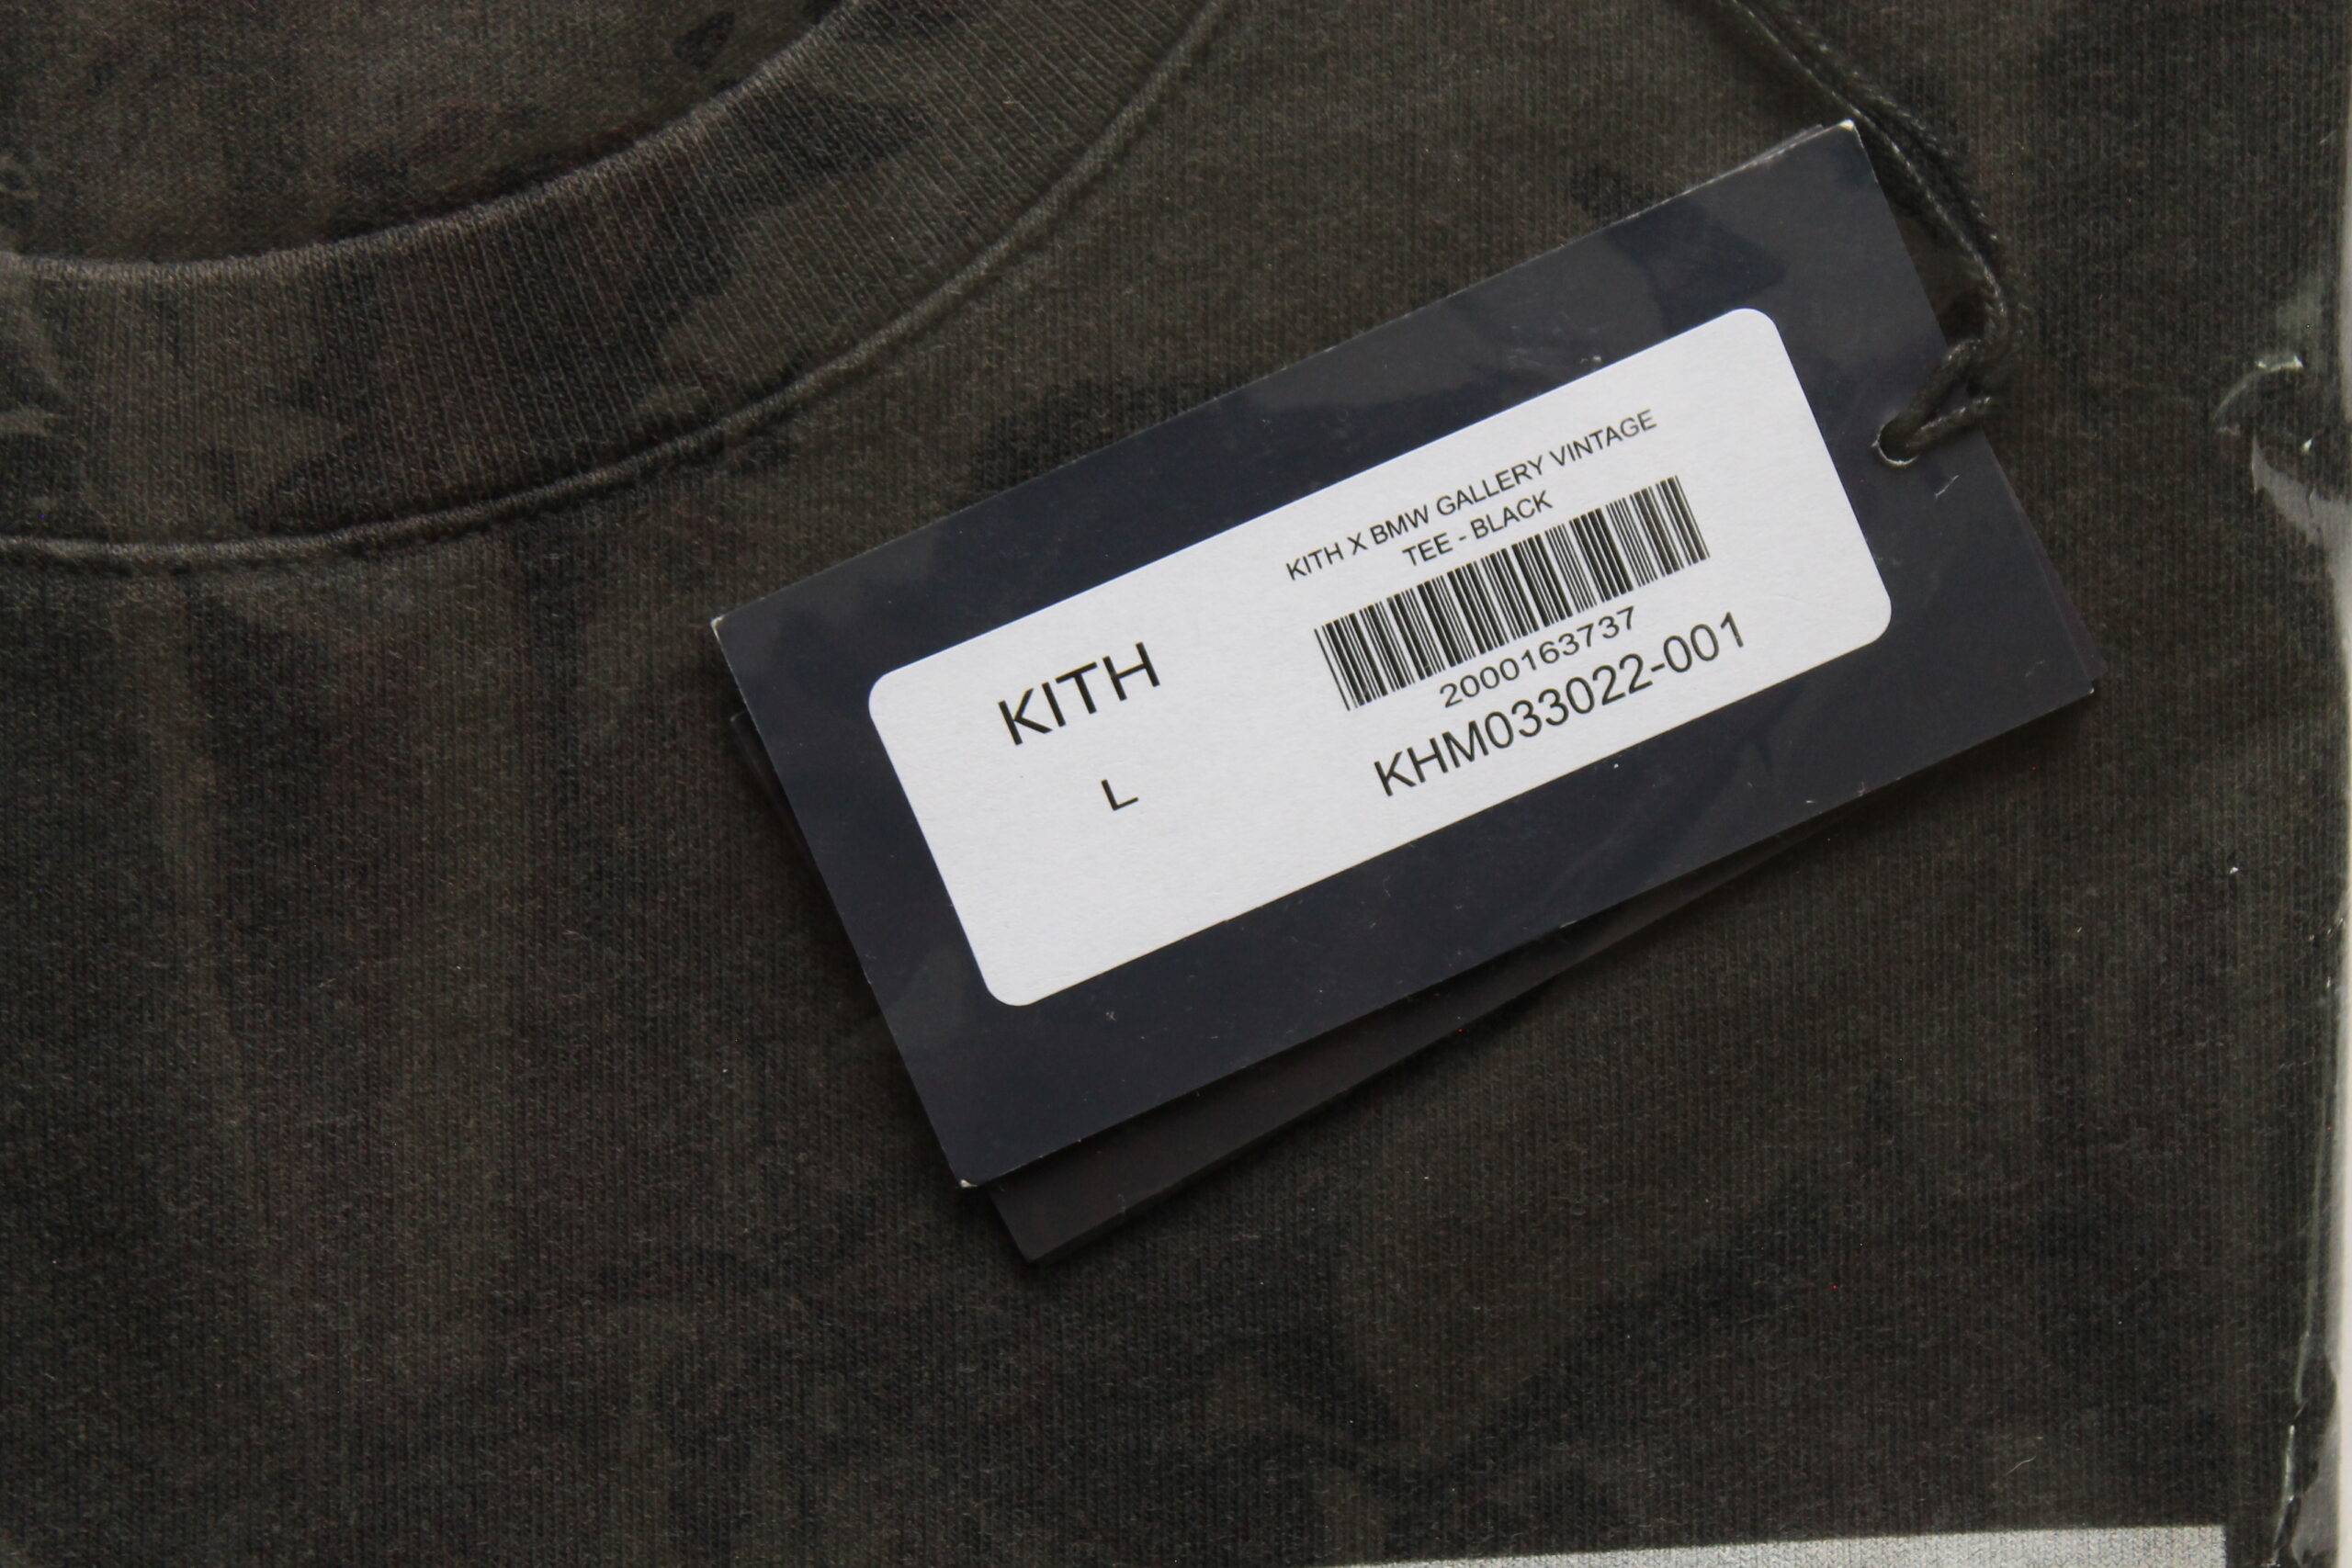 KITH
L
KITH X BMW GALLERY VINTAGE
TEE - BLACK
2000163737
KHM033022-001